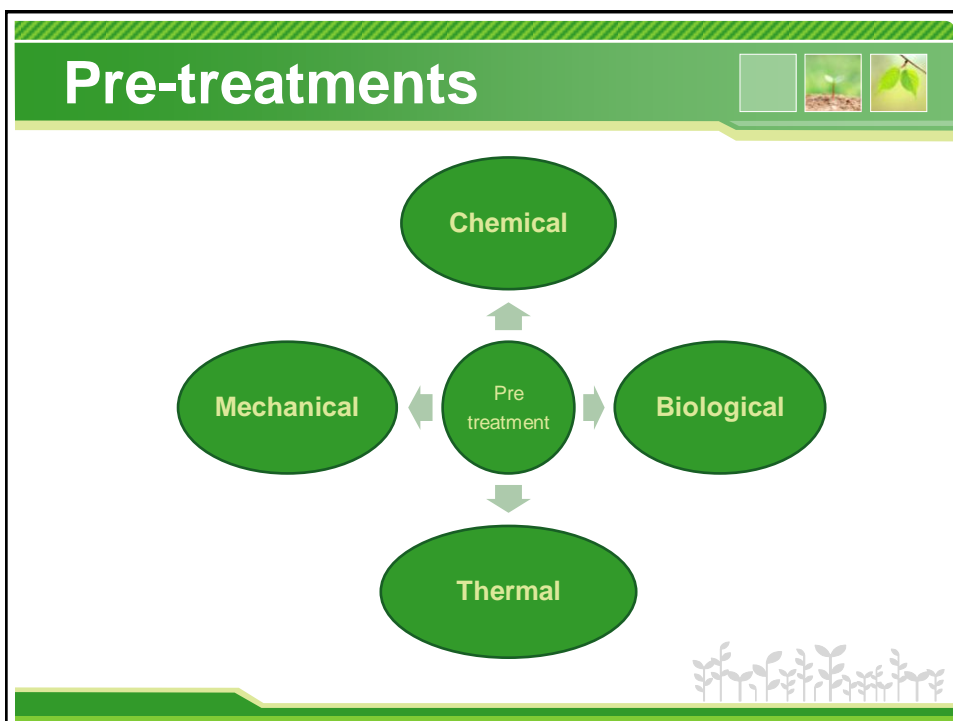 Pre-treatments
Chemical
Mechanical
Pre
treatment
Biological
Thermal